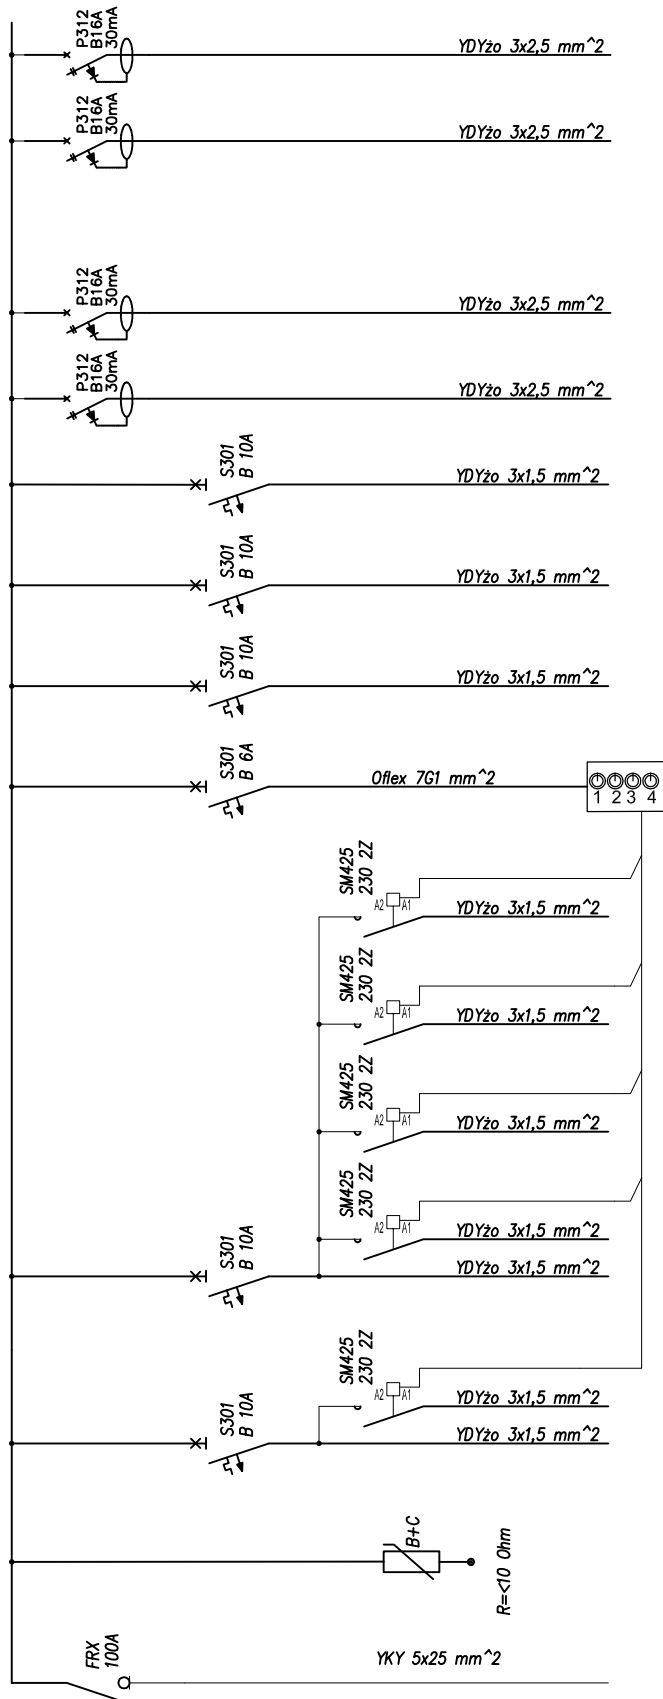 P312
B16A
30mA
YDYżo 3x2,5 mm^2
P312
B16A
30mA
YDYżo 3x2,5 mm^2
P312
B16A
30mA
YDYżo 3x2,5 mm^2
P312
B16A
30mA
YDYżo 3x2,5 mm^2
S301
B 10A
YDYżo 3x1,5 mm^2
S301
B 10A
YDYżo 3x1,5 mm^2
S301
B 10A
YDYżo 3x1,5 mm^2
S301
B 6A
Oflex 7G1 mm^2
1 2 3 4
SM425
230 2Z
A2 A1
YDYżo 3x1,5 mm^2
SM425
230 2Z
A2 A1
YDYżo 3x1,5 mm^2
SM425
230 2Z
A2 A1
YDYżo 3x1,5 mm^2
SM425
230 2Z
A2 A1
YDYżo 3x1,5 mm^2
S301
B 10A
YDYżo 3x1,5 mm^2
SM425
230 2Z
A2 A1
YDYżo 3x1,5 mm^2
S301
B 10A
YDYżo 3x1,5 mm^2
B+C
R=<10 Ohm
FRX
100A
YKY 5x25 mm^2